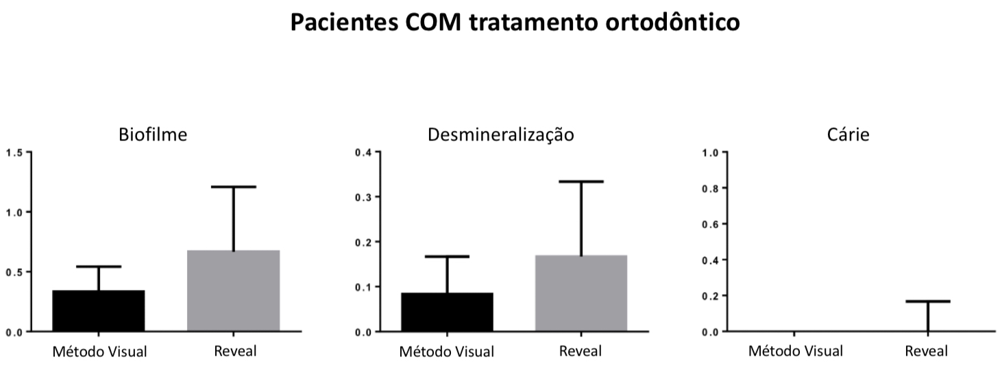 Pacientes COM tratamento ortodôntico
Biofilme
1.5
1.0
0.5
0.0
Método Visual
Reveal
Desmineralização
0.4
0.3
0.2
0.1
0.0
Método Visual
Reveal
Cárie
1.0
0.8
0.6
0.4
0.2
0.0
Método Visual
Reveal